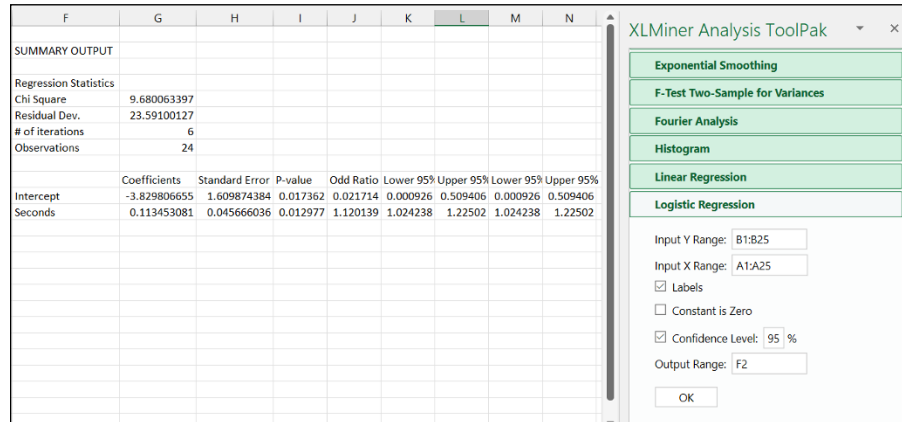 F G H I J K L M N
SUMMARY OUTPUT
Regression Statistics
Chi Square 9.680063397
Residual Dev. 23.59100127
# of iterations 6
Observations 24
Coefficients Standard Error P-value Odd Ratio Lower 95% Upper 95% Lower 95% Upper 95%
Intercept -3.829806655 1.609874384 0.017362 0.021714 0.000926 0.509406 0.000926 0.509406
Seconds 0.113453081 0.045666036 0.012977 1.120139 1.024238 1.22502 1.024238 1.22502
XLMiner Analysis ToolPak
Exponential Smoothing
F-Test Two-Sample for Variances
Fourier Analysis
Histogram
Linear Regression
Logistic Regression
Input Y Range: B1:B25
Input X Range: A1:A25
Labels
Constant is Zero
Confidence Level: 95 %
Output Range: F2
OK